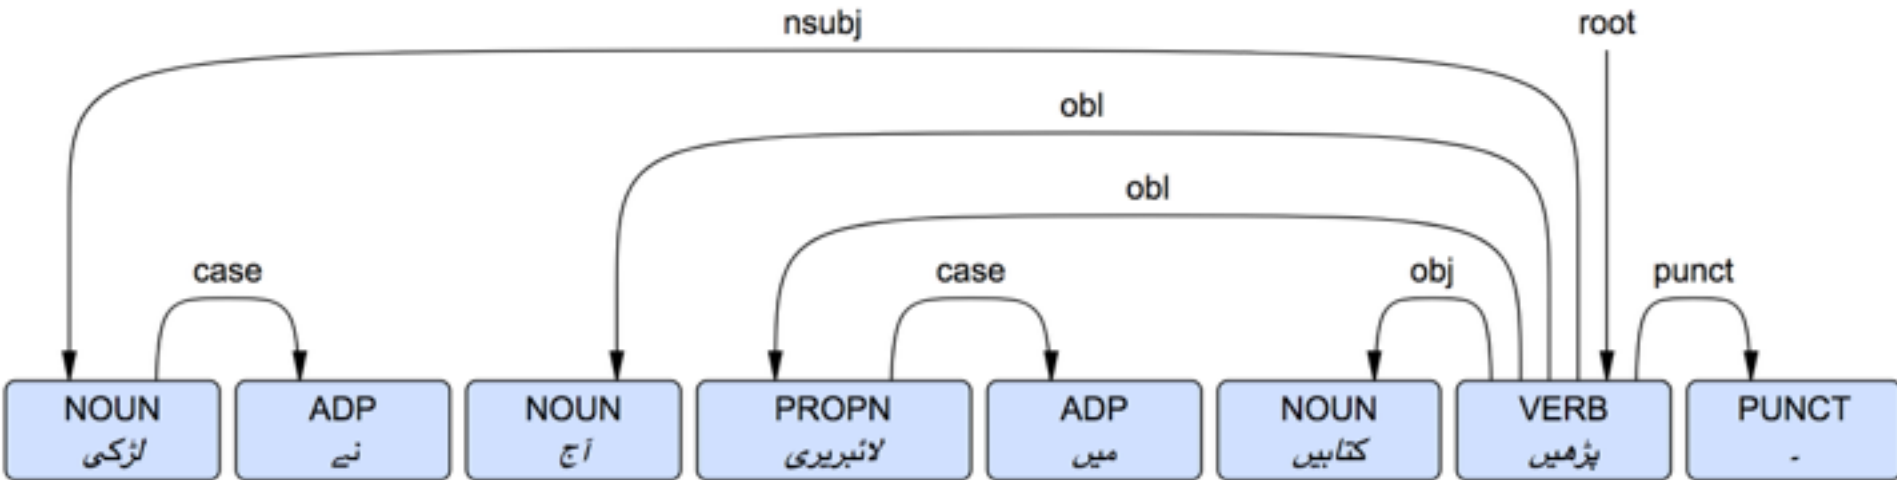 nsubj root
obl
obl
case case obj punct
NOUN ADP NOUN PROPN ADP NOUN VERB PUNCT
لڑکی نے آج لائبریری میں کتابیں پڑھیں ۔